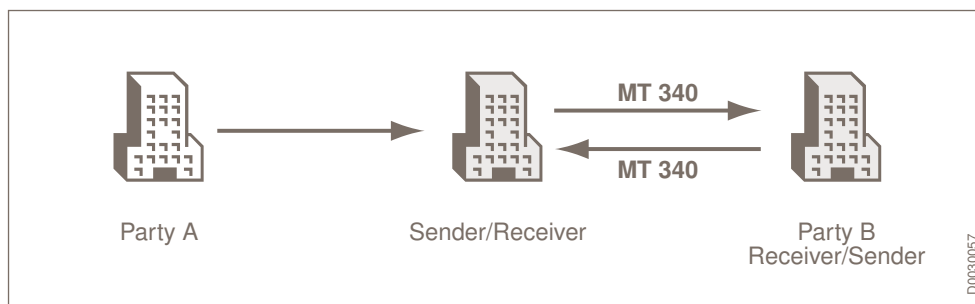 MT 340
MT 340
Party A
Sender/Receiver
Party B
Receiver/Sender
D0030057